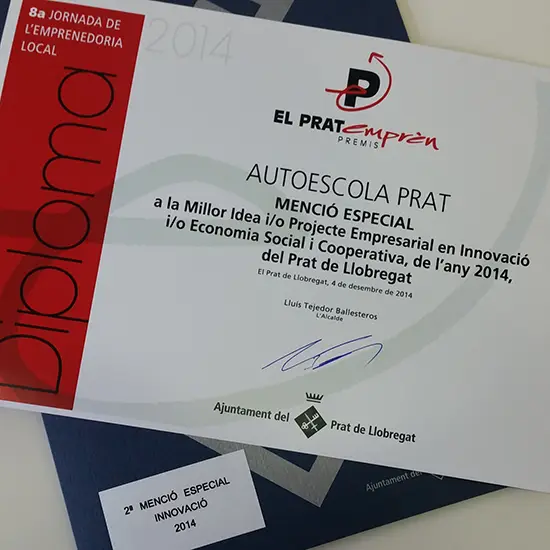 8a JORNADA DE
L'EMPRENEDORIA
LOCAL
2014
Diploma
EL PRAT emprèn
PREMIS
AUTOESCOLA PRAT
MENCIÓ ESPECIAL
a la Millor Idea i/o Projecte Empresarial en Innovació
i/o Economia Social i Cooperativa, de l'any 2014,
del Prat de Llobregat
El Prat de Llobregat, 4 de desembre de 2014
Lluís Tejedor Ballesteros
L'Alcalde
Ajuntament del Prat de Llobregat
Ajuntament del
2ª MENCIÓ ESPECIAL
INNOVACIÓ
2014